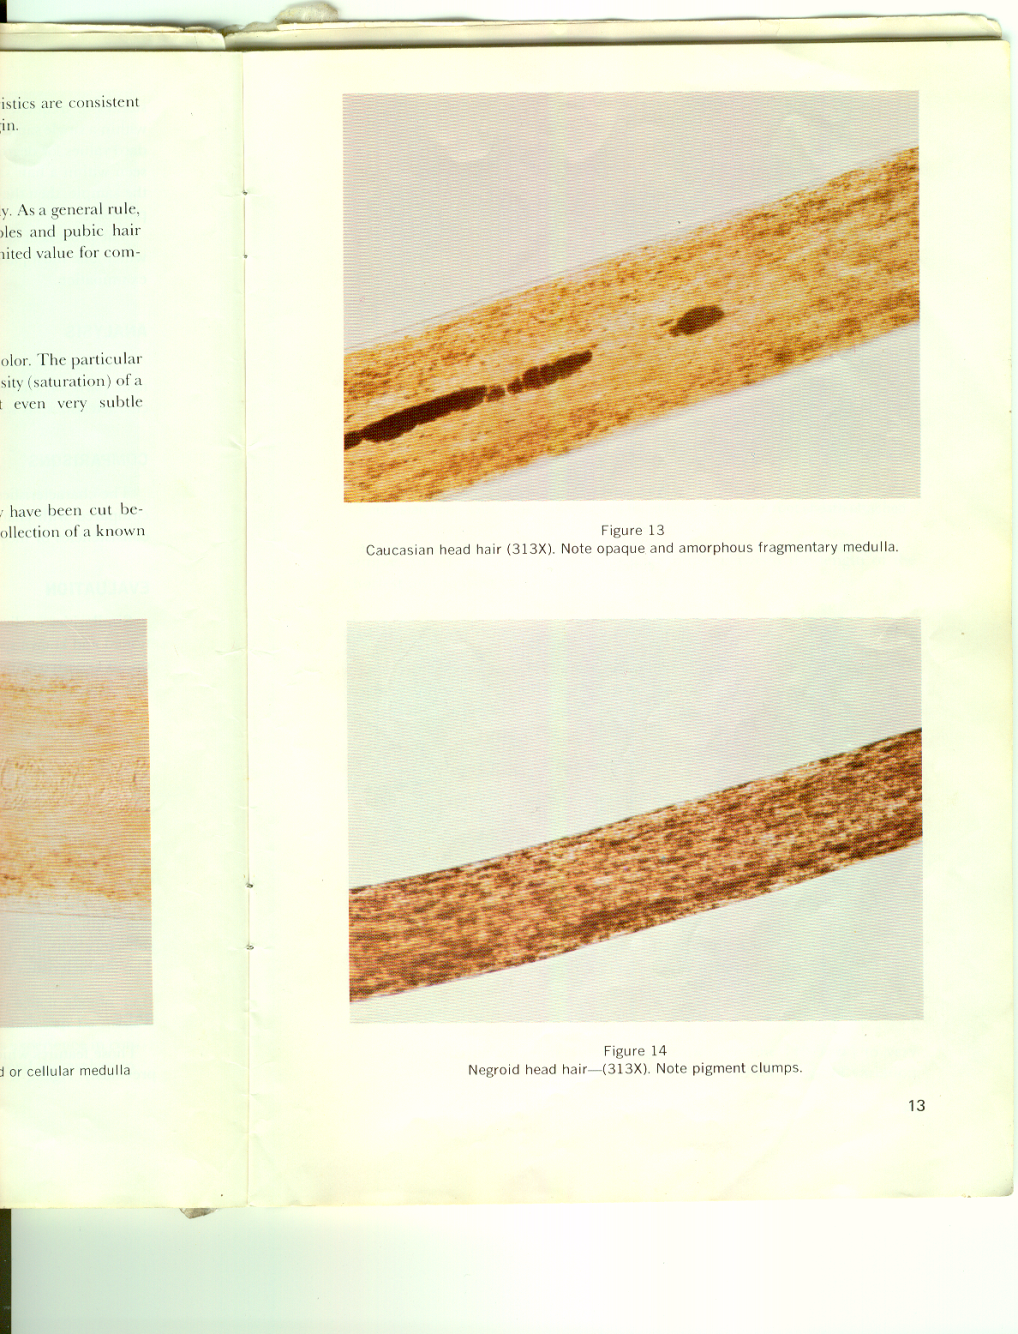 istics are consistent
in.
y. As a general rule,
ples and pubic hair
nited value for com-
olor. The particular
sity (saturation) of a
t even very subtle
y have been cut be-
ollection of a known
d or cellular medulla
Figure 13
Caucasian head hair (313X). Note opaque and amorphous fragmentary medulla.
Figure 14
Negroid head hair—(313X). Note pigment clumps.
13